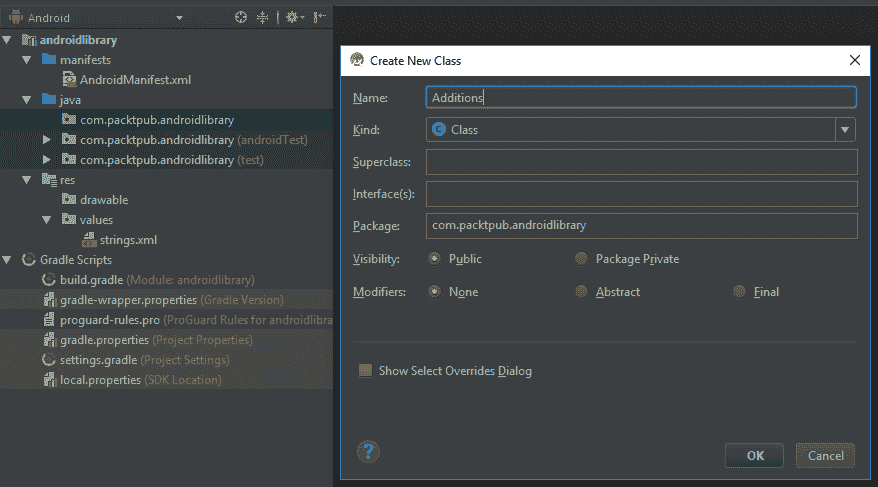 Android
androidlibrary
manifests
AndroidManifest.xml
java
com.packtpub.androidlibrary
com.packtpub.androidlibrary (androidTest)
com.packtpub.androidlibrary (test)
res
drawable
values
strings.xml
Gradle Scripts
build.gradle (Module: androidlibrary)
gradle-wrapper.properties (Gradle Version)
proguard-rules.pro (ProGuard Rules for androidlibra
gradle.properties (Project Properties)
settings.gradle (Project Settings)
local.properties (SDK Location)
Create New Class
Name: Additions
Kind: C Class
Superclass:
Interface(s):
Package: com.packtpub.androidlibrary
Visibility: Public Package Private
Modifiers: None Abstract Final
Show Select Overrides Dialog
? OK Cancel